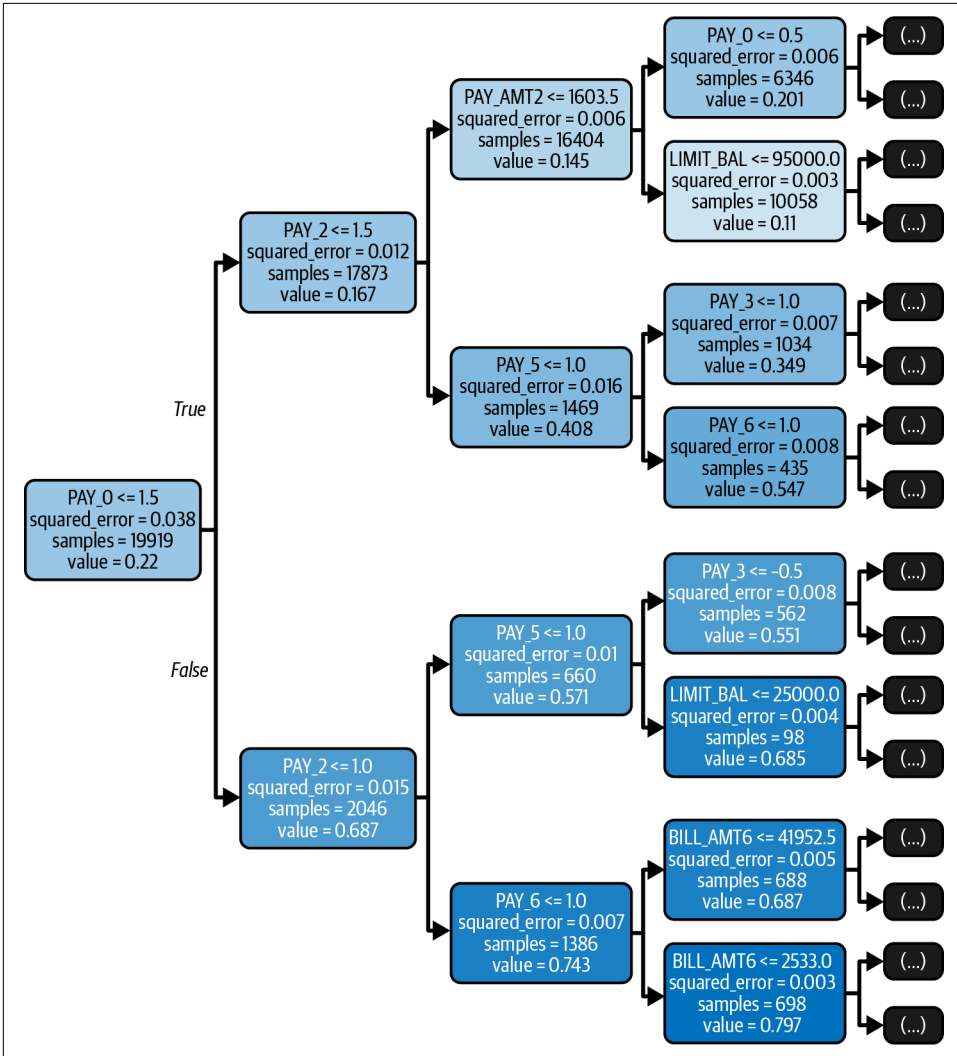 PAY_0 <= 0.5
squared_error = 0.006
samples = 6346
value = 0.201
(...)
(...)
PAY_AMT2 <= 1603.5
squared_error = 0.006
samples = 16404
value = 0.145
LIMIT_BAL <= 95000.0
squared_error = 0.003
samples = 10058
value = 0.11
(...)
(...)
PAY_2 <= 1.5
squared_error = 0.012
samples = 17873
value = 0.167
PAY_3 <= 1.0
squared_error = 0.007
samples = 1034
value = 0.349
(...)
(...)
PAY_5 <= 1.0
squared_error = 0.016
samples = 1469
value = 0.408
PAY_6 <= 1.0
squared_error = 0.008
samples = 435
value = 0.547
(...)
(...)
True
PAY_0 <= 1.5
squared_error = 0.038
samples = 19919
value = 0.22
False
PAY_3 <= –0.5
squared_error = 0.008
samples = 562
value = 0.551
(...)
(...)
PAY_5 <= 1.0
squared_error = 0.01
samples = 660
value = 0.571
LIMIT_BAL <= 25000.0
squared_error = 0.004
samples = 98
value = 0.685
(...)
(...)
PAY_2 <= 1.0
squared_error = 0.015
samples = 2046
value = 0.687
BILL_AMT6 <= 41952.5
squared_error = 0.005
samples = 688
value = 0.687
(...)
(...)
PAY_6 <= 1.0
squared_error = 0.007
samples = 1386
value = 0.743
BILL_AMT6 <= 2533.0
squared_error = 0.003
samples = 698
value = 0.797
(...)
(...)